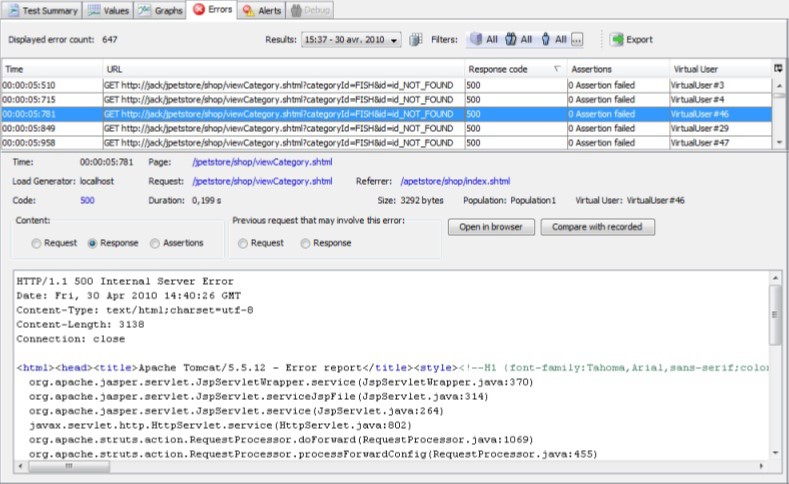 Test Summary Values Graphs Errors Alerts Debug
Displayed error count: 647 Results: 15:37 - 30 avr. 2010 Filters: All All All ... Export
Time URL Response code Assertions Virtual User
00:00:05:510 GET http://jack/jpetstore/shop/viewCategory.shtml?categoryId=FISH&id=id_NOT_FOUND 500 0 Assertion failed VirtualUser#3
00:00:05:715 GET http://jack/jpetstore/shop/viewCategory.shtml?categoryId=FISH&id=id_NOT_FOUND 500 0 Assertion failed VirtualUser#4
00:00:05:781 GET http://jack/jpetstore/shop/viewCategory.shtml?categoryId=FISH&id=id_NOT_FOUND 500 0 Assertion failed VirtualUser#46
00:00:05:849 GET http://jack/jpetstore/shop/viewCategory.shtml?categoryId=FISH&id=id_NOT_FOUND 500 0 Assertion failed VirtualUser#29
00:00:05:958 GET http://jack/jpetstore/shop/viewCategory.shtml?categoryId=FISH&id=id_NOT_FOUND 500 0 Assertion failed VirtualUser#47
Time: 00:00:05:781 Page: /jpetstore/shop/viewCategory.shtml
Load Generator: localhost Request: /jpetstore/shop/viewCategory.shtml Referrer: /apetstore/shop/index.shtml
Code: 500 Duration: 0,199 s Size: 3292 bytes Population: Population1 Virtual User: VirtualUser#46
Content: Previous request that may involve this error:
Request Response Assertions Request Response Open in browser Compare with recorded
HTTP/1.1 500 Internal Server Error
Date: Fri, 30 Apr 2010 14:40:26 GMT
Content-Type: text/html;charset=utf-8
Content-Length: 3138
Connection: close
<html><head><title>Apache Tomcat/5.5.12 - Error report</title><style><!--H1 {font-family:Tahoma,Arial,sans-serif;color
org.apache.jasper.servlet.JspServletWrapper.service(JspServletWrapper.java:370)
org.apache.jasper.servlet.JspServlet.serviceJspFile(JspServlet.java:314)
org.apache.jasper.servlet.JspServlet.service(JspServlet.java:264)
javax.servlet.http.HttpServlet.service(HttpServlet.java:802)
org.apache.struts.action.RequestProcessor.doForward(RequestProcessor.java:1069)
org.apache.struts.action.RequestProcessor.processForwardConfig(RequestProcessor.java:455)